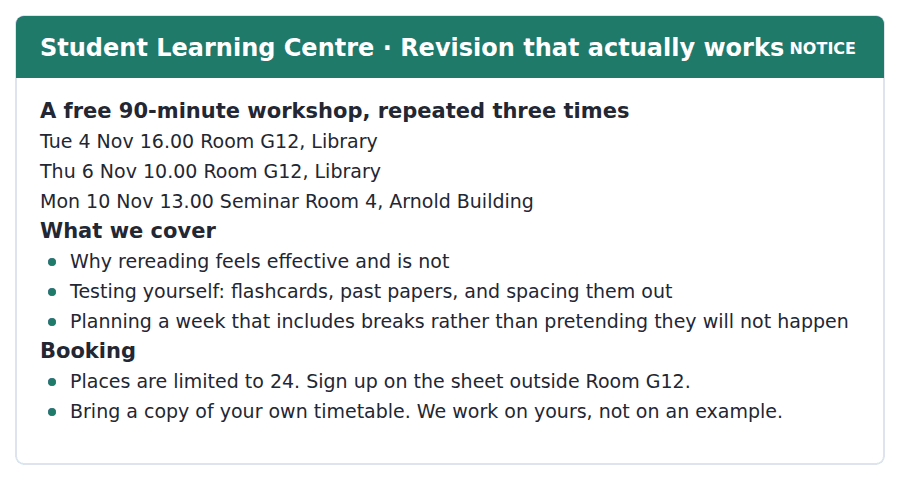 Student Learning Centre · Revision that actually works NOTICE
A free 90-minute workshop, repeated three times
Tue 4 Nov 16.00 Room G12, Library
Thu 6 Nov 10.00 Room G12, Library
Mon 10 Nov 13.00 Seminar Room 4, Arnold Building
What we cover
Why rereading feels effective and is not
Testing yourself: flashcards, past papers, and spacing them out
Planning a week that includes breaks rather than pretending they will not happen
Booking
Places are limited to 24. Sign up on the sheet outside Room G12.
Bring a copy of your own timetable. We work on yours, not on an example.